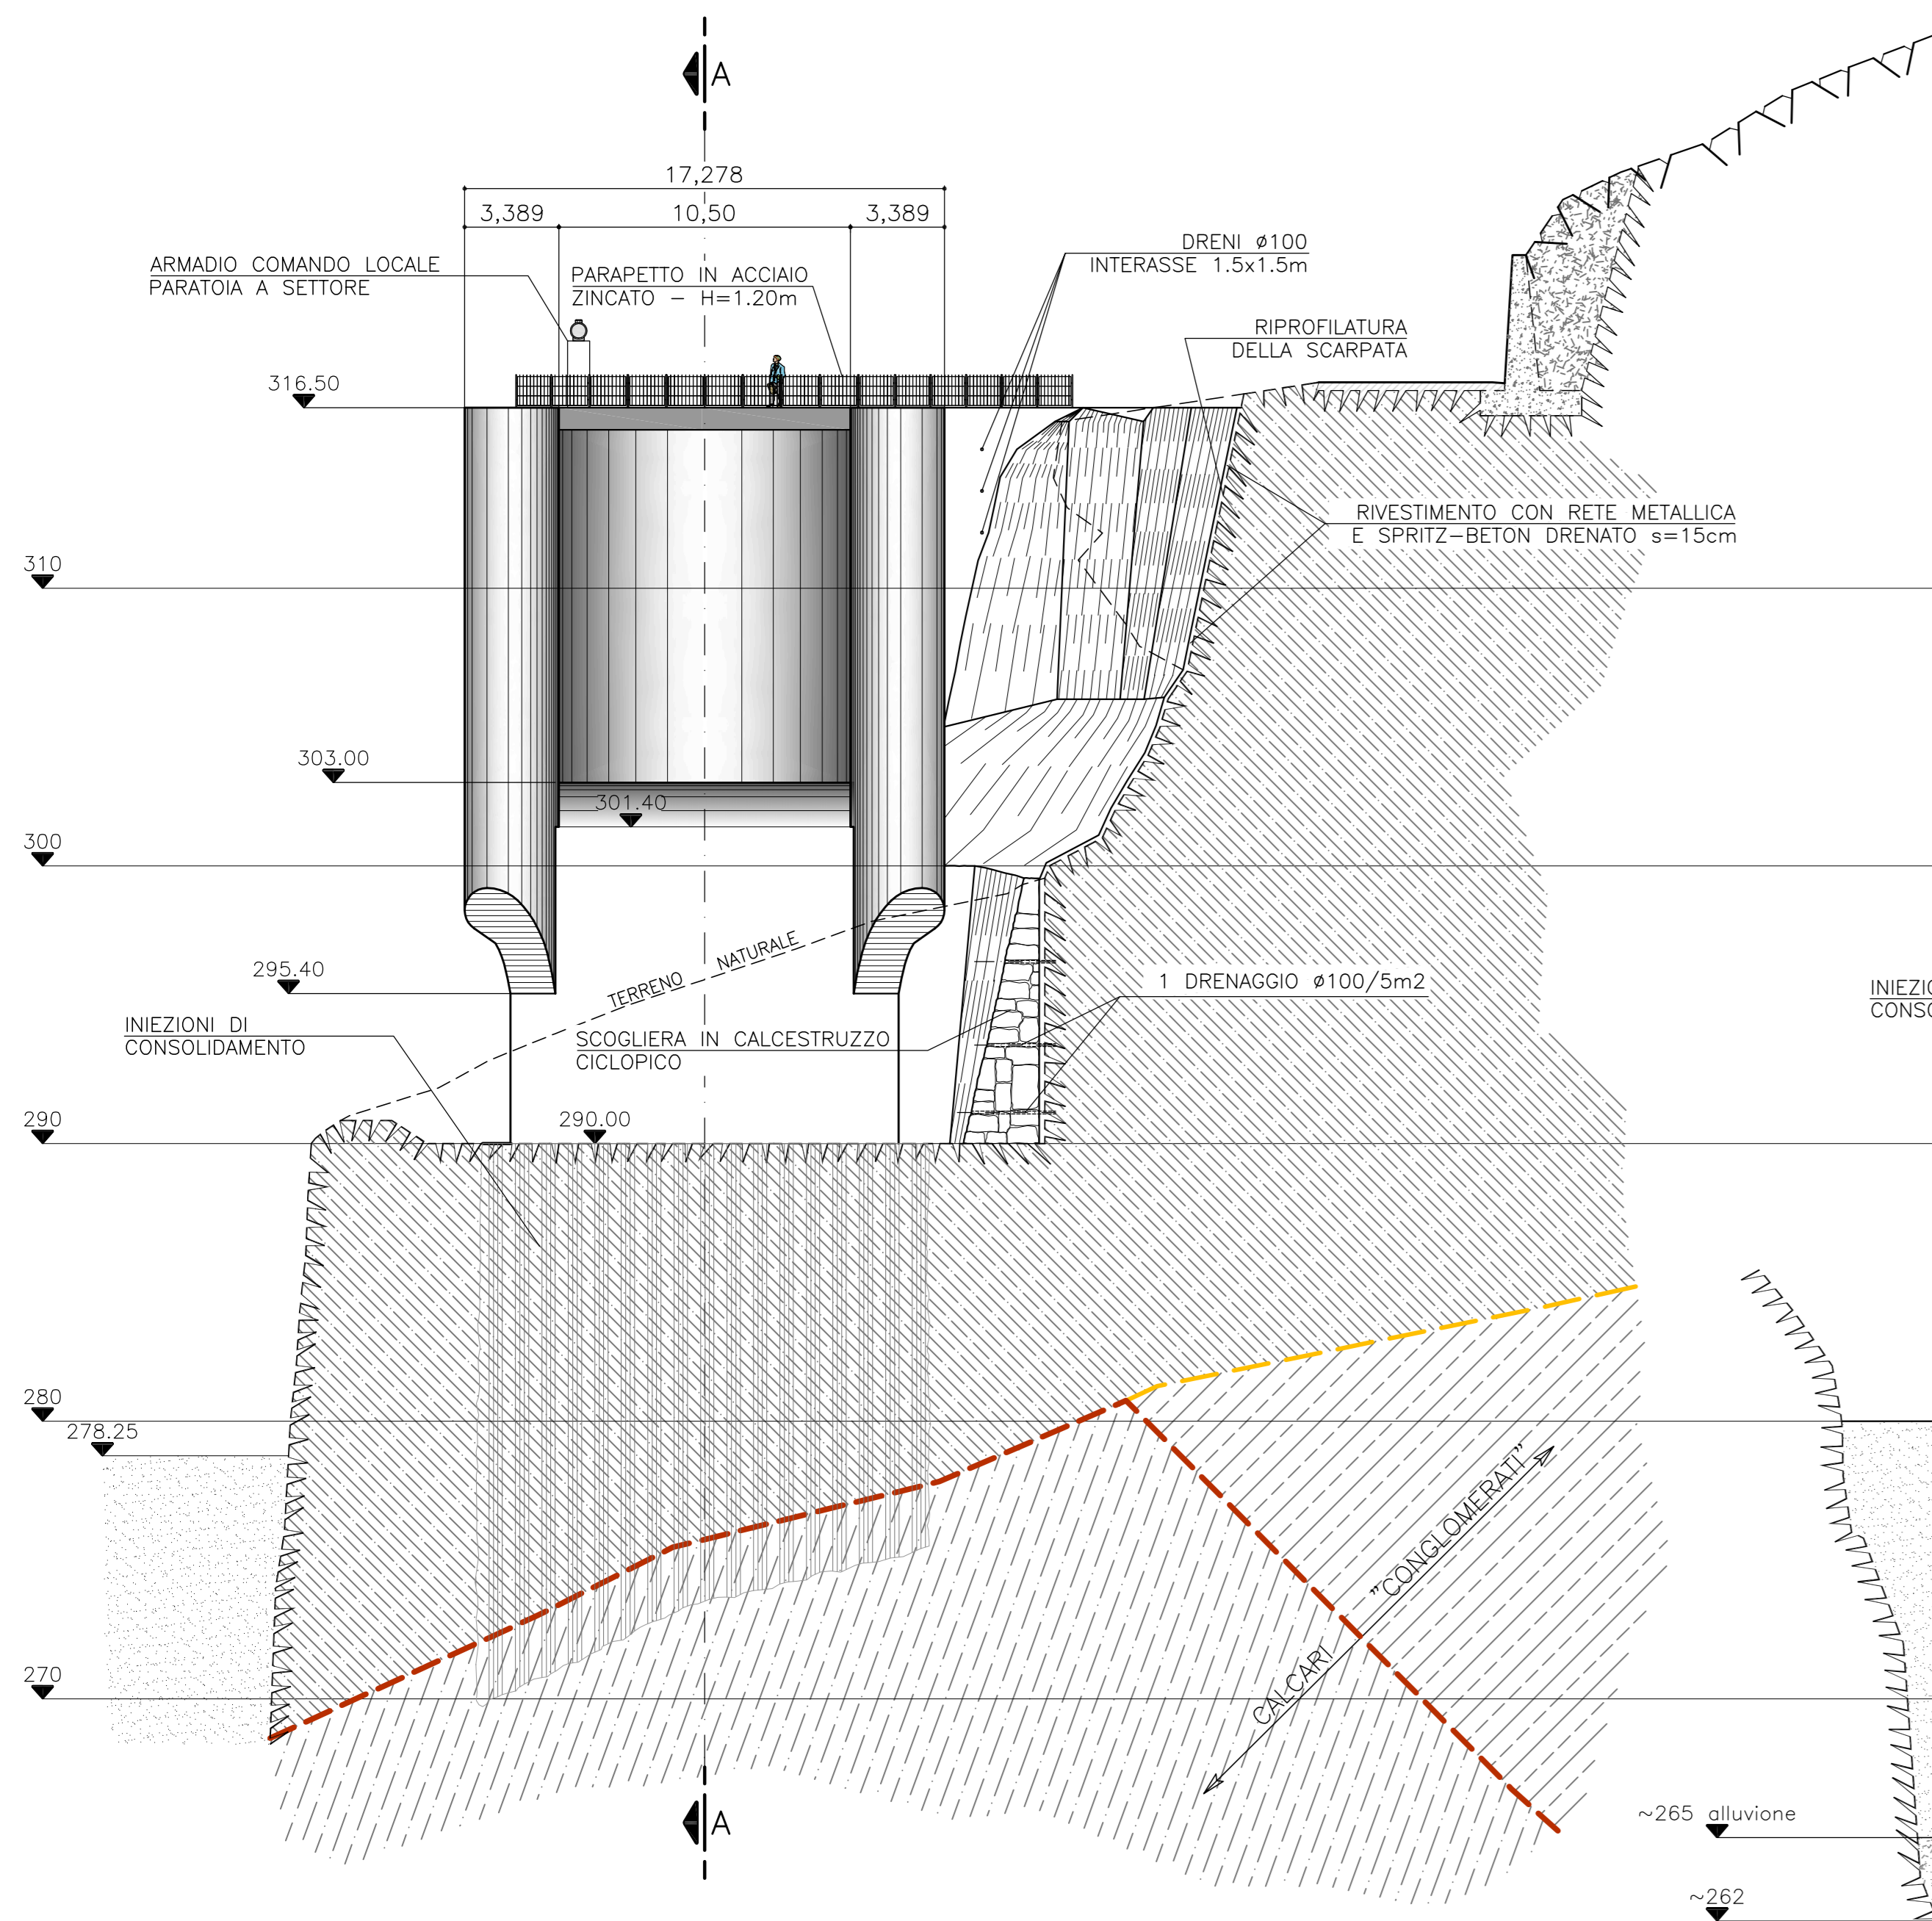 A
17,278
3,389
10,50
3,389
DRENI ø100
INTERASSE 1.5x1.5m
ARMADIO COMANDO LOCALE
PARATOIA A SETTORE
PARAPETTO IN ACCIAIO
ZINCATO - H=1.20m
RIPROFILATURA
DELLA SCARPATA
316.50
RIVESTIMENTO CON RETE METALLICA
E SPRITZ-BETON DRENATO s=15cm
310
303.00
301.40
300
TERRENO NATURALE
295.40
1 DRENAGGIO ø100/5m2
INIEZIONI DI
CONSOLIDAMENTO
SCOGLIERA IN CALCESTRUZZO
CICLOPICO
290
290.00
280
278.25
"CONGLOMERATI"
CALCARI
270
A
~265 alluvione
~262